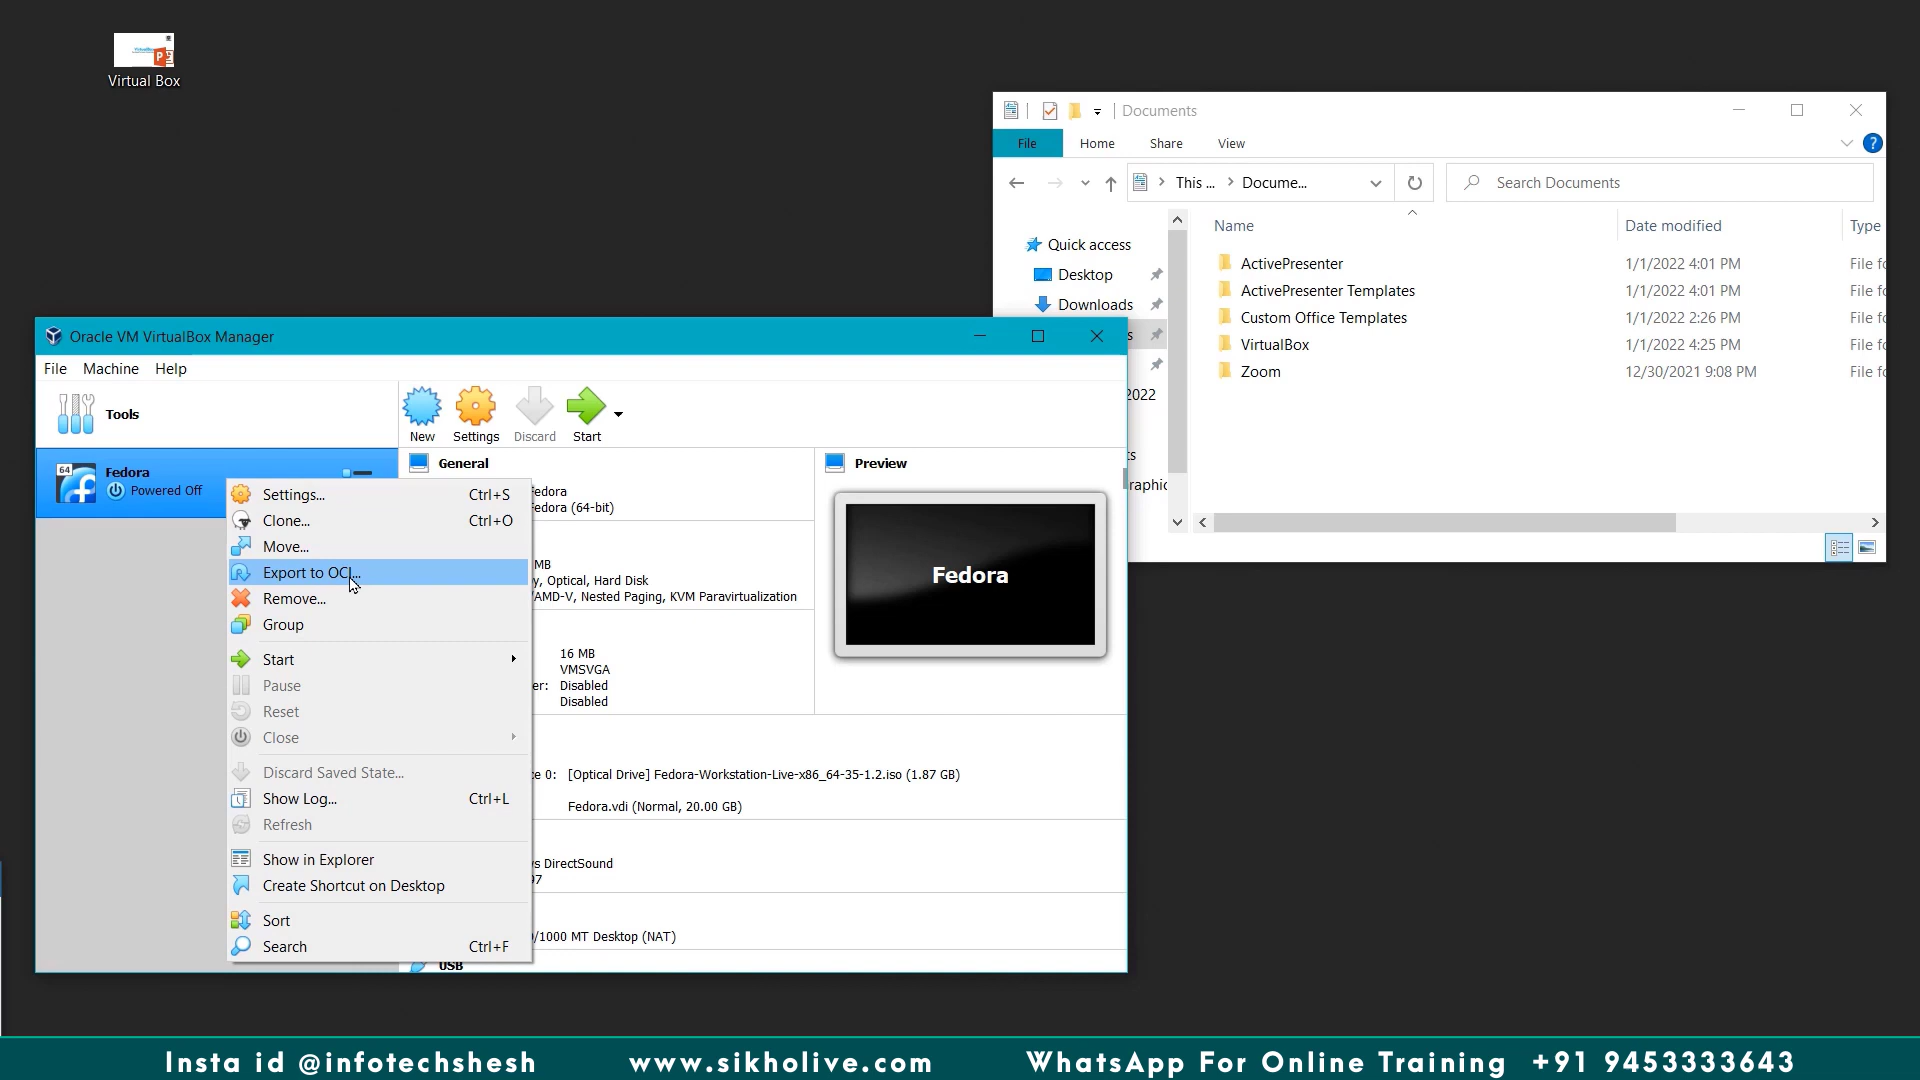 Virtual Box
Documents
File Home Share View
This ... Docume... Search Documents
Name Date modified Type
Quick access
Desktop
Downloads
ActivePresenter 1/1/2022 4:01 PM
ActivePresenter Templates 1/1/2022 4:01 PM
Custom Office Templates 1/1/2022 2:26 PM
VirtualBox 1/1/2022 4:25 PM
Zoom 12/30/2021 9:08 PM
2022
Oracle VM VirtualBox Manager
File Machine Help
Tools
New Settings Discard Start
64 Fedora
Powered Off
General
Fedora
Fedora (64-bit)
Preview
Fedora
Settings... Ctrl+S
Clone... Ctrl+O
Move...
Export to OCI...
Remove...
Group
Start
Pause
Reset
Close
Discard Saved State...
Show Log... Ctrl+L
Refresh
Show in Explorer
Create Shortcut on Desktop
Sort
Search Ctrl+F
MB
y, Optical, Hard Disk
/AMD-V, Nested Paging, KVM Paravirtualization
16 MB
VMSVGA
er: Disabled
Disabled
e 0: [Optical Drive] Fedora-Workstation-Live-x86_64-35-1.2.iso (1.87 GB)
Fedora.vdi (Normal, 20.00 GB)
s DirectSound
97
/1000 MT Desktop (NAT)
USB
Insta id @infotechshesh www.sikholive.com WhatsApp For Online Training +91 9453333643